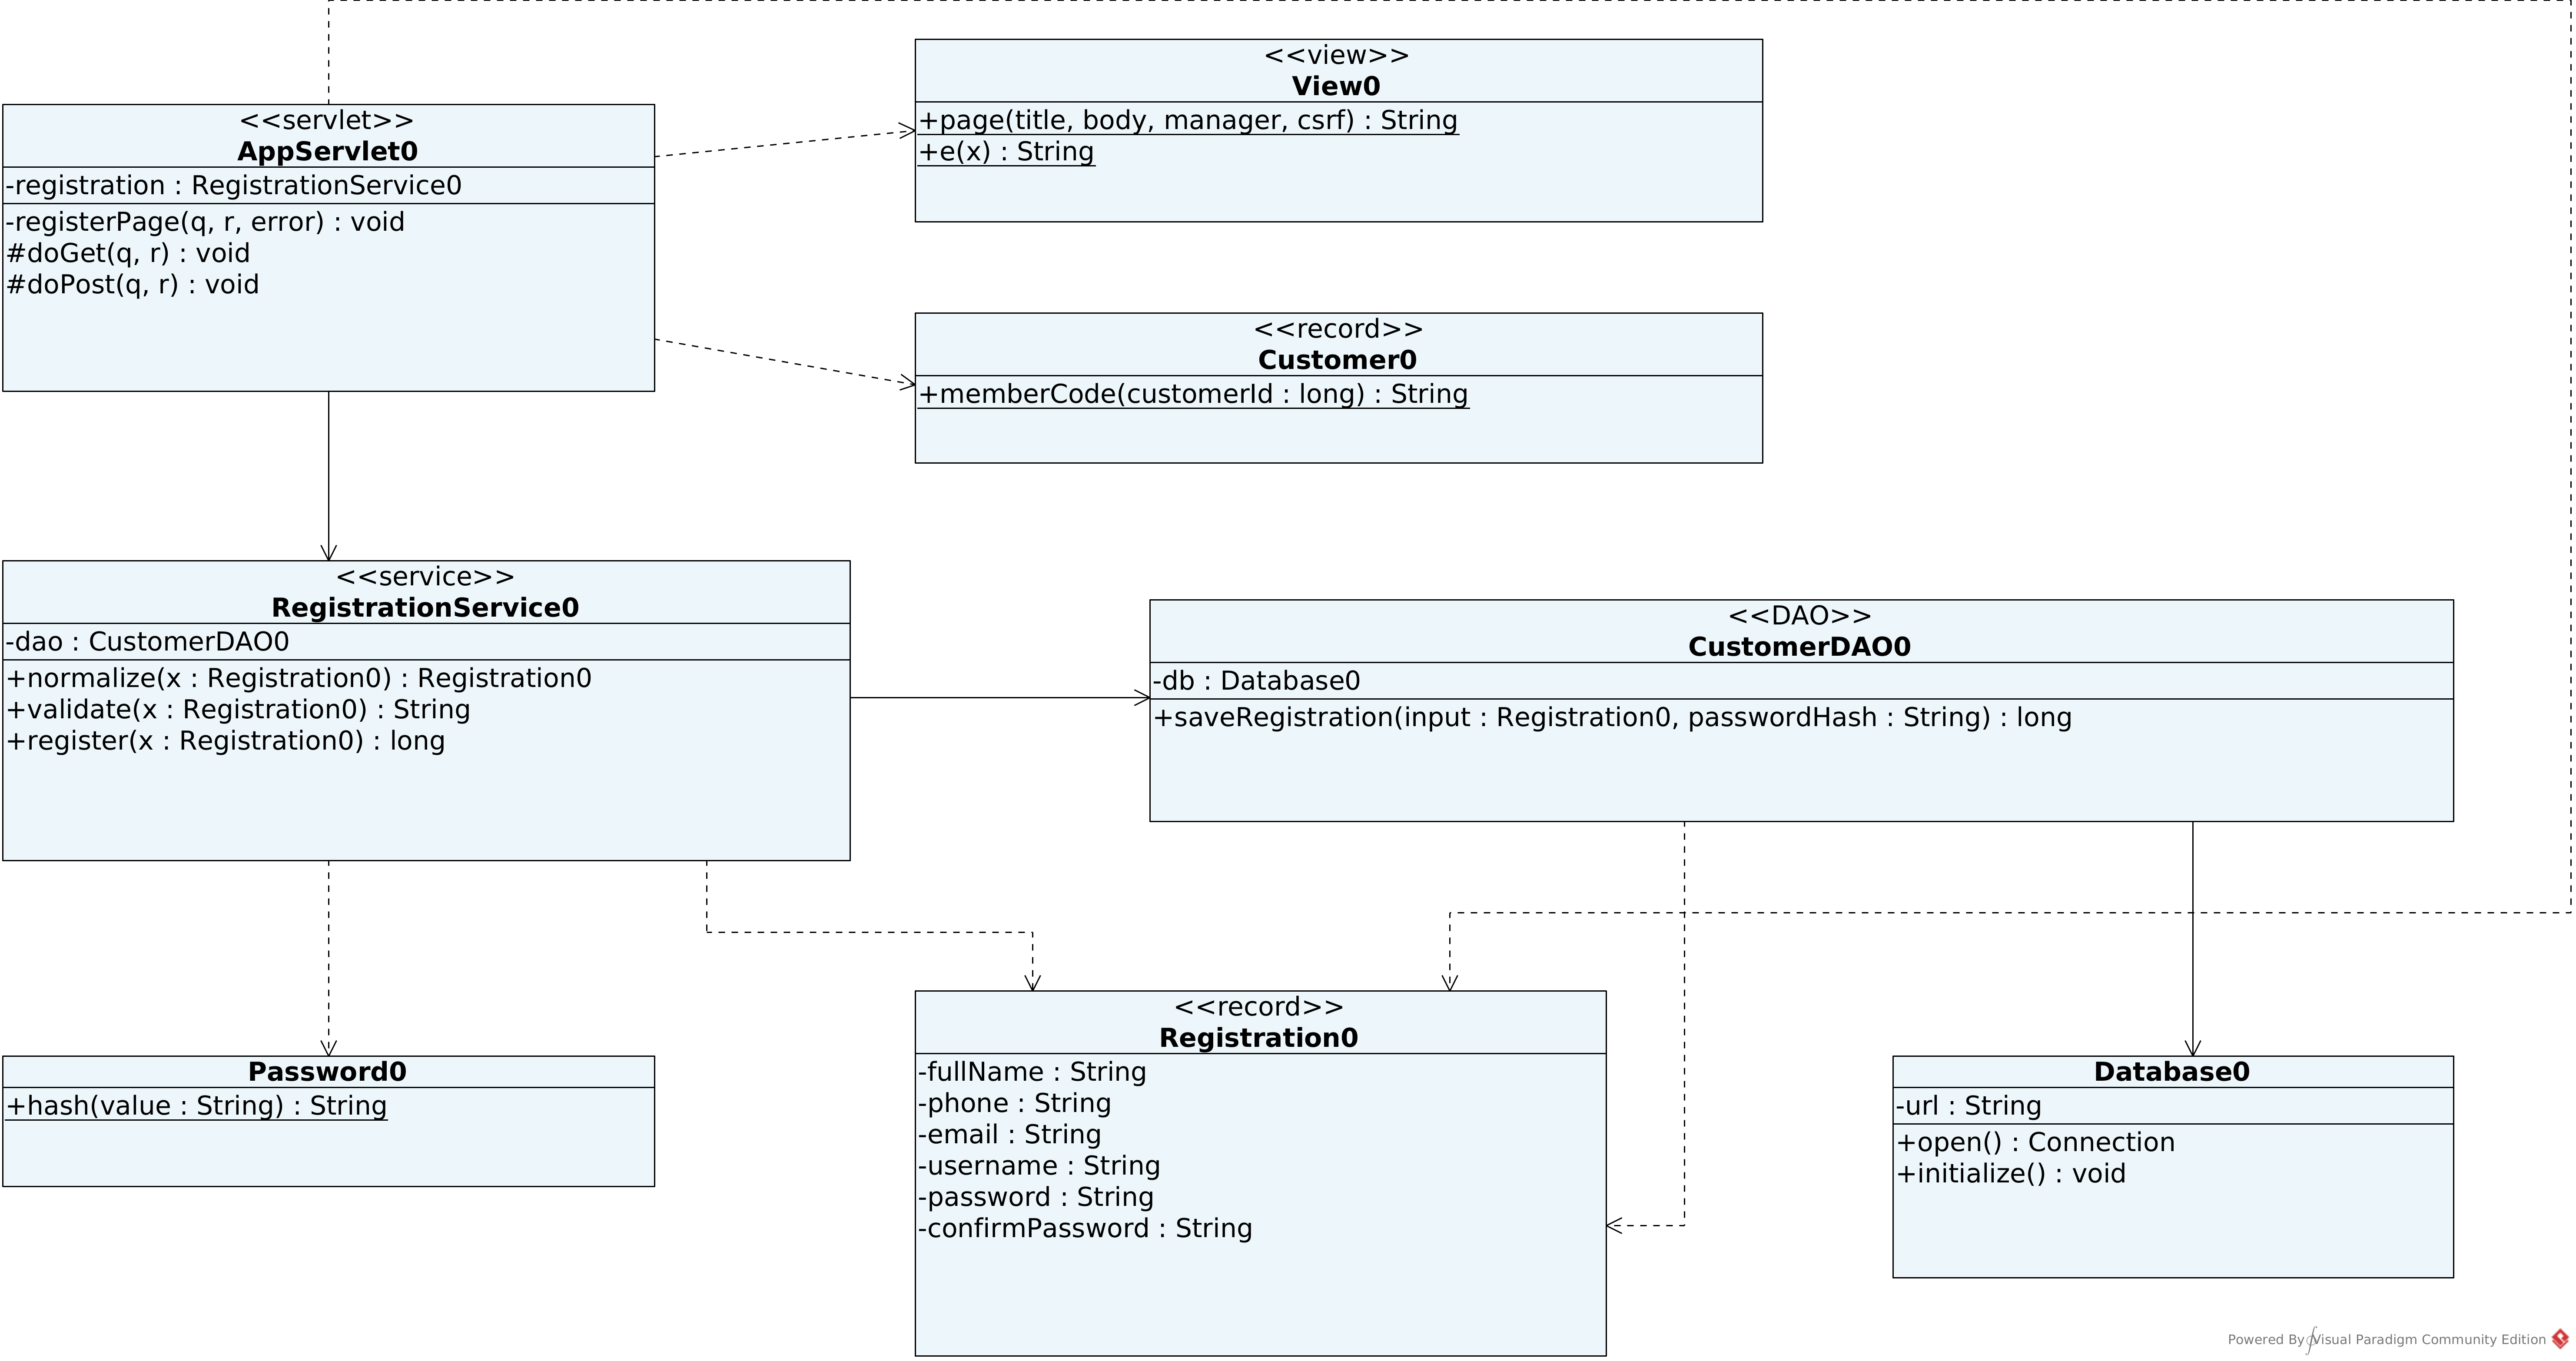 <<view>>
View0
+page(title, body, manager, csrf) : String
+e(x) : String
<<servlet>>
AppServlet0
-registration : RegistrationService0
-registerPage(q, r, error) : void
#doGet(q, r) : void
#doPost(q, r) : void
<<record>>
Customer0
+memberCode(customerId : long) : String
<<service>>
RegistrationService0
-dao : CustomerDAO0
+normalize(x : Registration0) : Registration0
+validate(x : Registration0) : String
+register(x : Registration0) : long
<<DAO>>
CustomerDAO0
-db : Database0
+saveRegistration(input : Registration0, passwordHash : String) : long
Password0
+hash(value : String) : String
<<record>>
Registration0
-fullName : String
-phone : String
-email : String
-username : String
-password : String
-confirmPassword : String
Database0
-url : String
+open() : Connection
+initialize() : void
Powered By Visual Paradigm Community Edition